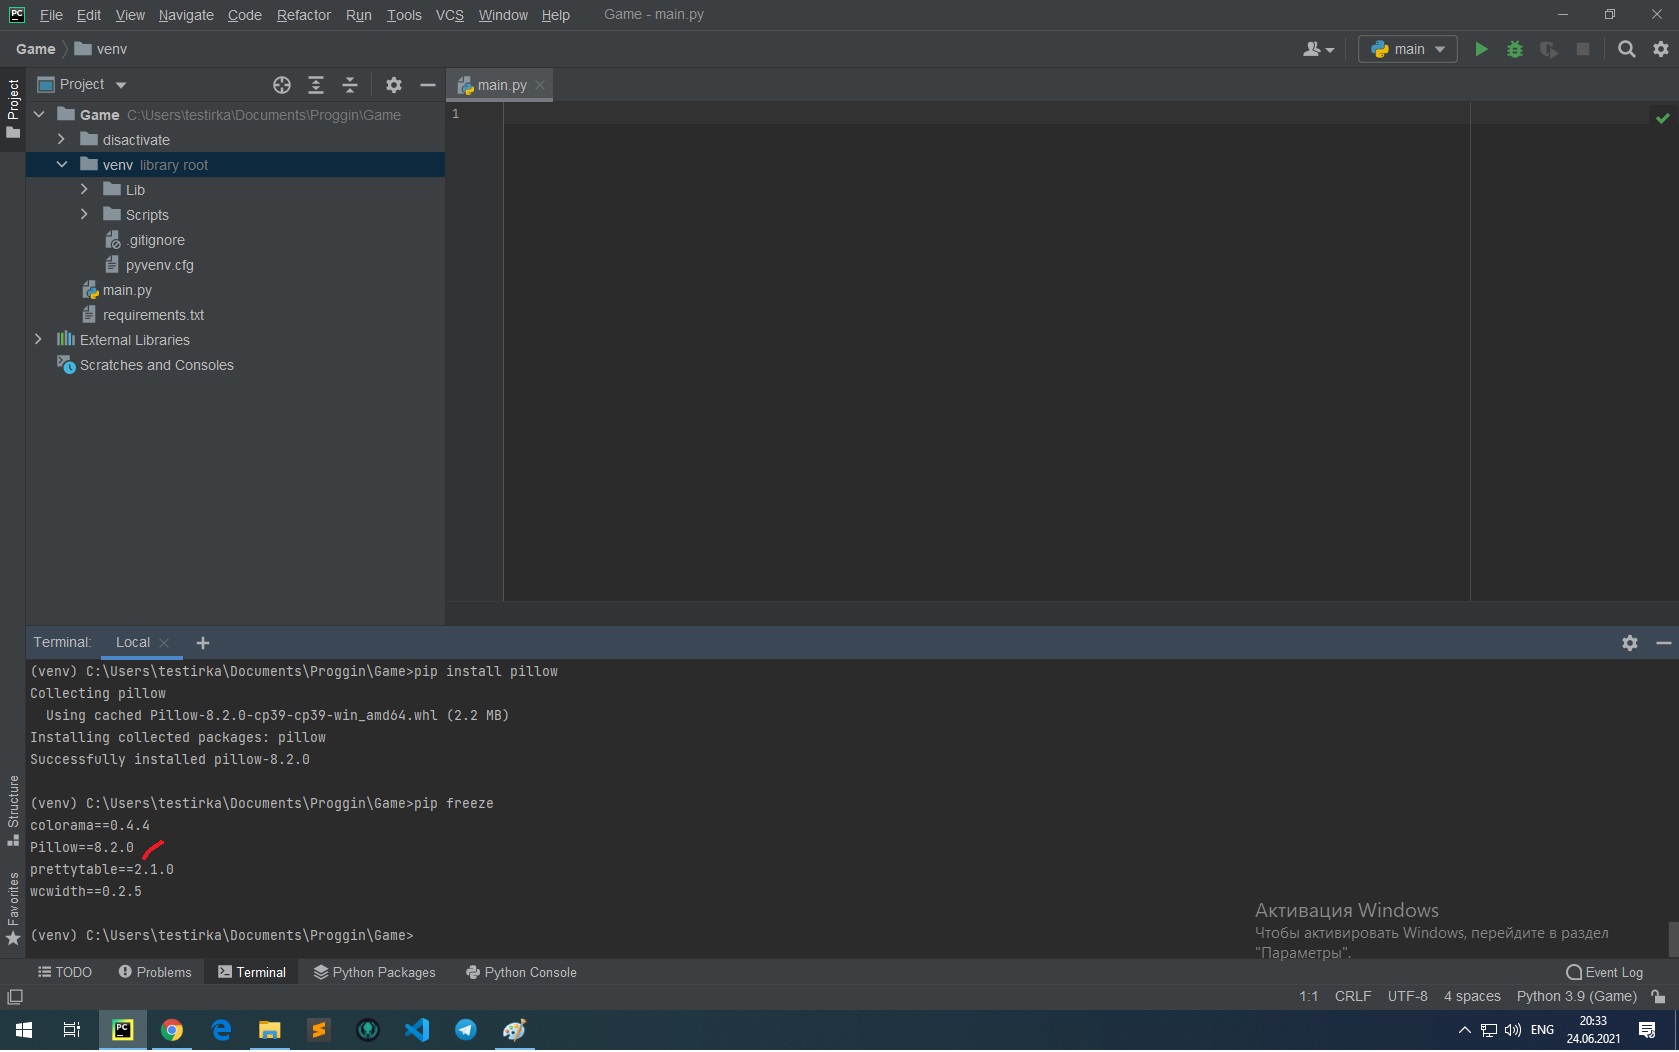 PC File Edit View Navigate Code Refactor Run Tools VCS Window Help Game - main.py
Game venv main
Project main.py
Project
Game C:\Users\testirka\Documents\Proggin\Game 1
disactivate
venv library root
Lib
Scripts
.gitignore
pyvenv.cfg
main.py
requirements.txt
External Libraries
Scratches and Consoles
Terminal: Local
(venv) C:\Users\testirka\Documents\Proggin\Game>pip install pillow
Collecting pillow
Using cached Pillow-8.2.0-cp39-cp39-win_amd64.whl (2.2 MB)
Installing collected packages: pillow
Successfully installed pillow-8.2.0
Structure
(venv) C:\Users\testirka\Documents\Proggin\Game>pip freeze
colorama==0.4.4
Pillow==8.2.0
prettytable==2.1.0
wcwidth==0.2.5
Favorites
(venv) C:\Users\testirka\Documents\Proggin\Game>
Активация Windows
Чтобы активировать Windows, перейдите в раздел
"Параметры".
TODO Problems Terminal Python Packages Python Console Event Log
1:1 CRLF UTF-8 4 spaces Python 3.9 (Game)
PC ENG 20:33
24.06.2021